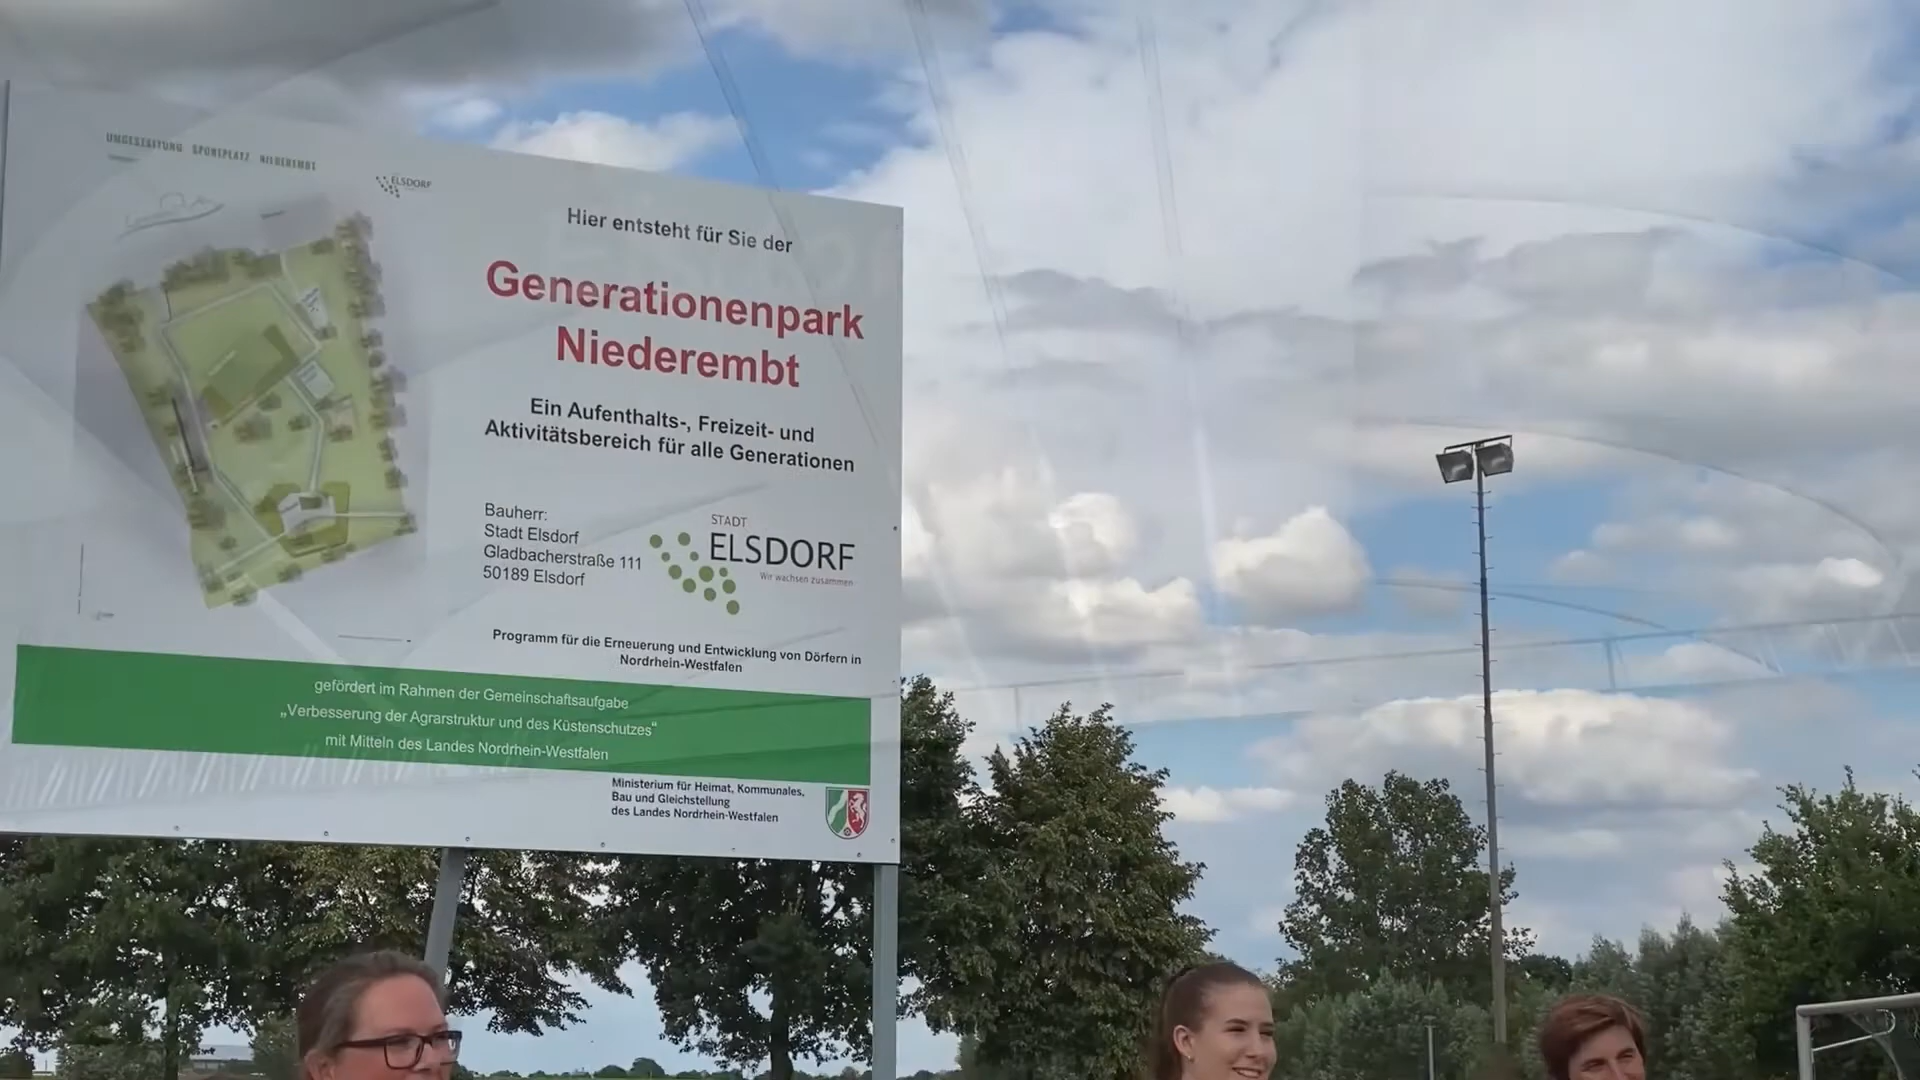 UMGESTALTUNG SPORTPLATZ NIEDEREMBT
ELSDORF
Hier entsteht für Sie der
Generationenpark
Niederembt
Ein Aufenthalts-, Freizeit- und
Aktivitätsbereich für alle Generationen
Bauherr:
Stadt Elsdorf
Gladbacherstraße 111
50189 Elsdorf
STADT
ELSDORF
Wir wachsen zusammen
Programm für die Erneuerung und Entwicklung von Dörfern in
Nordrhein-Westfalen
gefördert im Rahmen der Gemeinschaftsaufgabe
„Verbesserung der Agrarstruktur und des Küstenschutzes“
mit Mitteln des Landes Nordrhein-Westfalen
Ministerium für Heimat, Kommunales,
Bau und Gleichstellung
des Landes Nordrhein-Westfalen